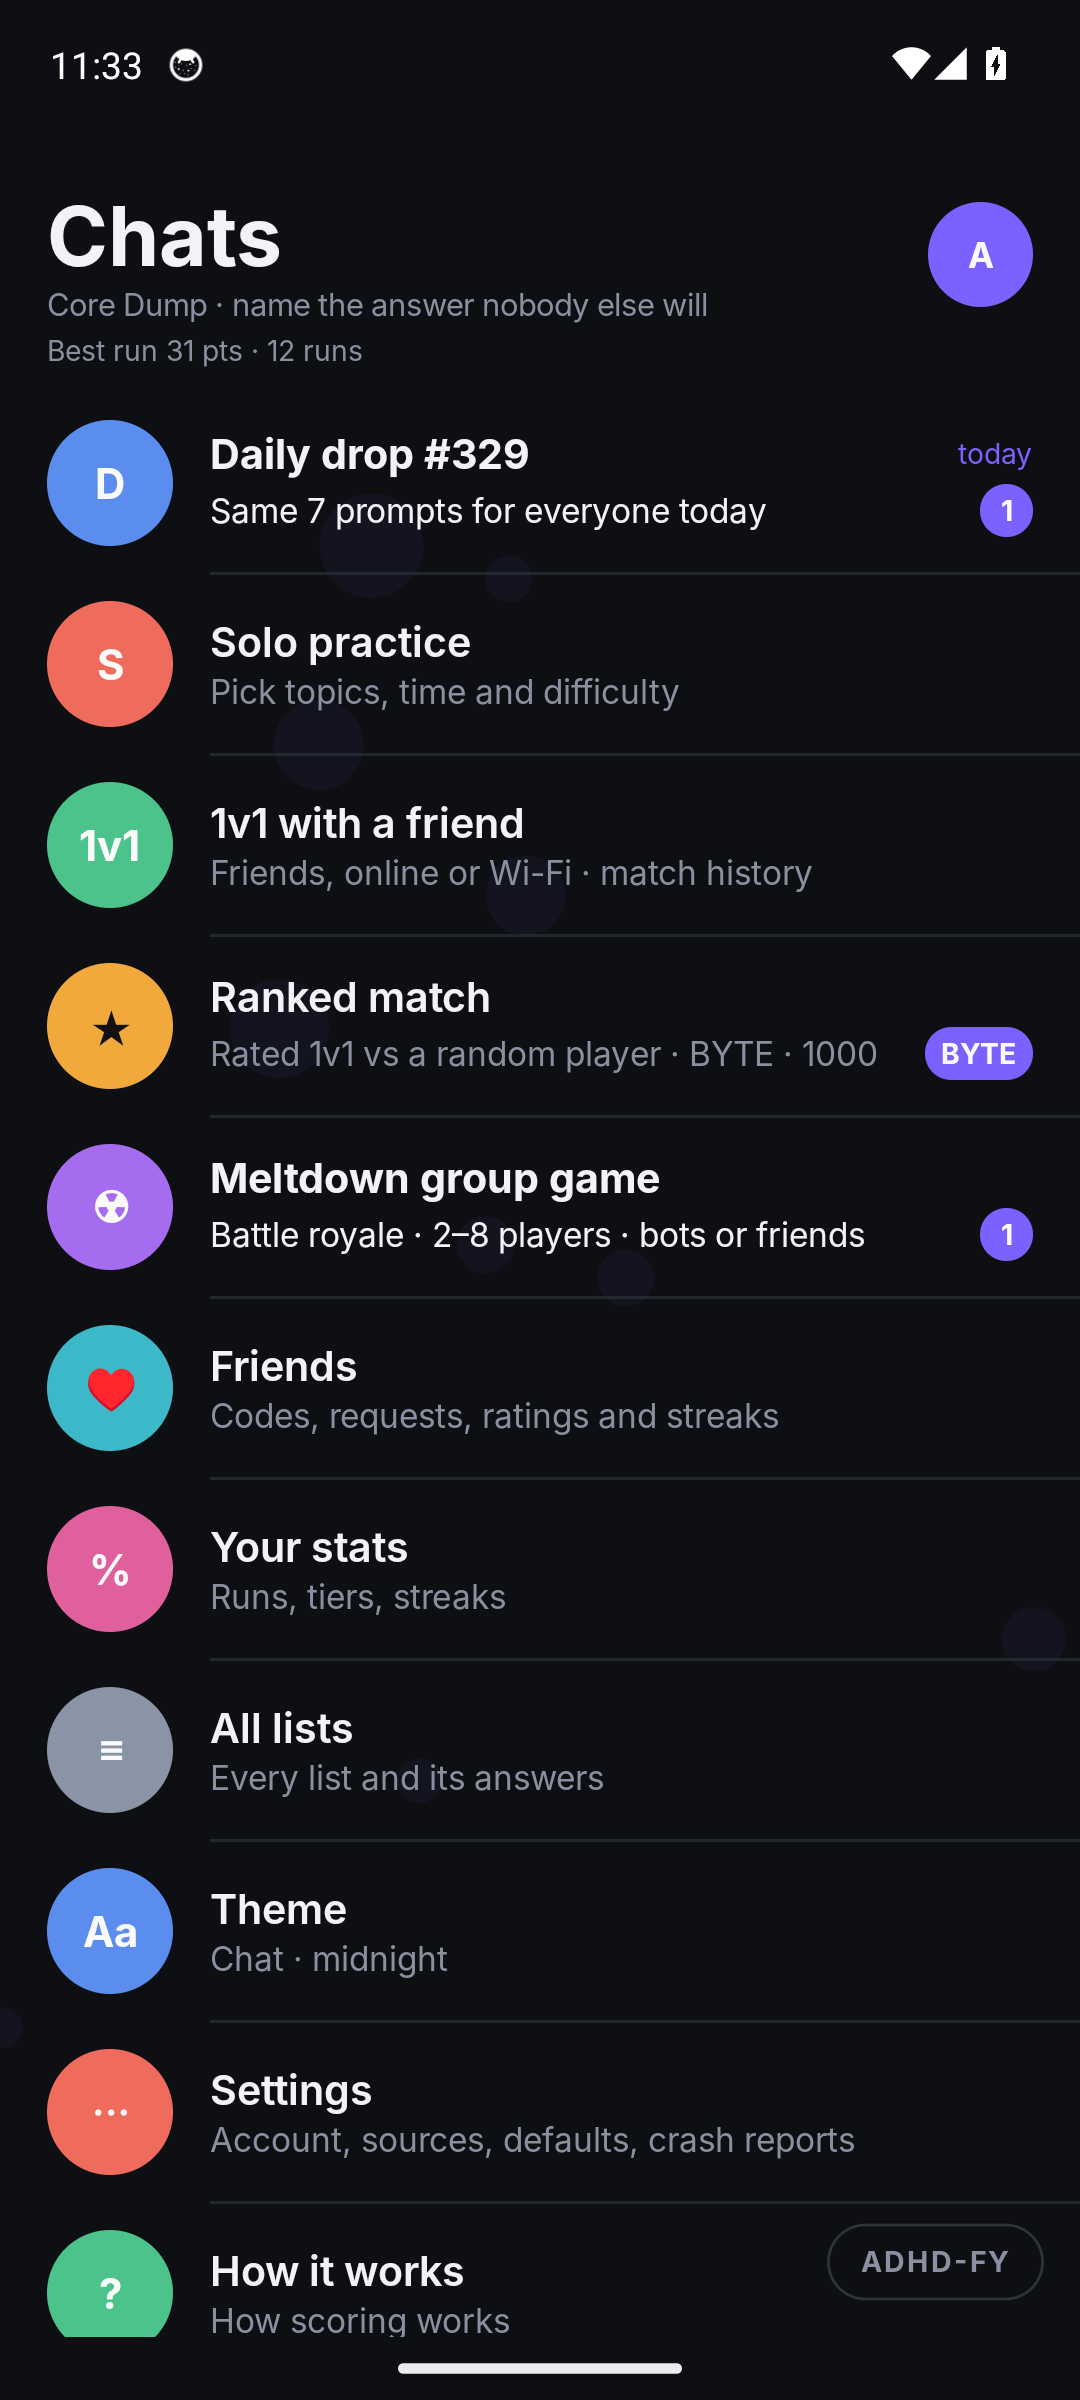 11:33
Chats
A
Core Dump · name the answer nobody else will
Best run 31 pts · 12 runs
D
Daily drop #329
today
Same 7 prompts for everyone today
1
S
Solo practice
Pick topics, time and difficulty
1v1
1v1 with a friend
Friends, online or Wi-Fi · match history
★
Ranked match
Rated 1v1 vs a random player · BYTE · 1000
BYTE
☢
Meltdown group game
Battle royale · 2–8 players · bots or friends
1
Friends
Codes, requests, ratings and streaks
%
Your stats
Runs, tiers, streaks
≡
All lists
Every list and its answers
Aa
Theme
Chat · midnight
···
Settings
Account, sources, defaults, crash reports
?
How it works
ADHD-FY
How scoring works